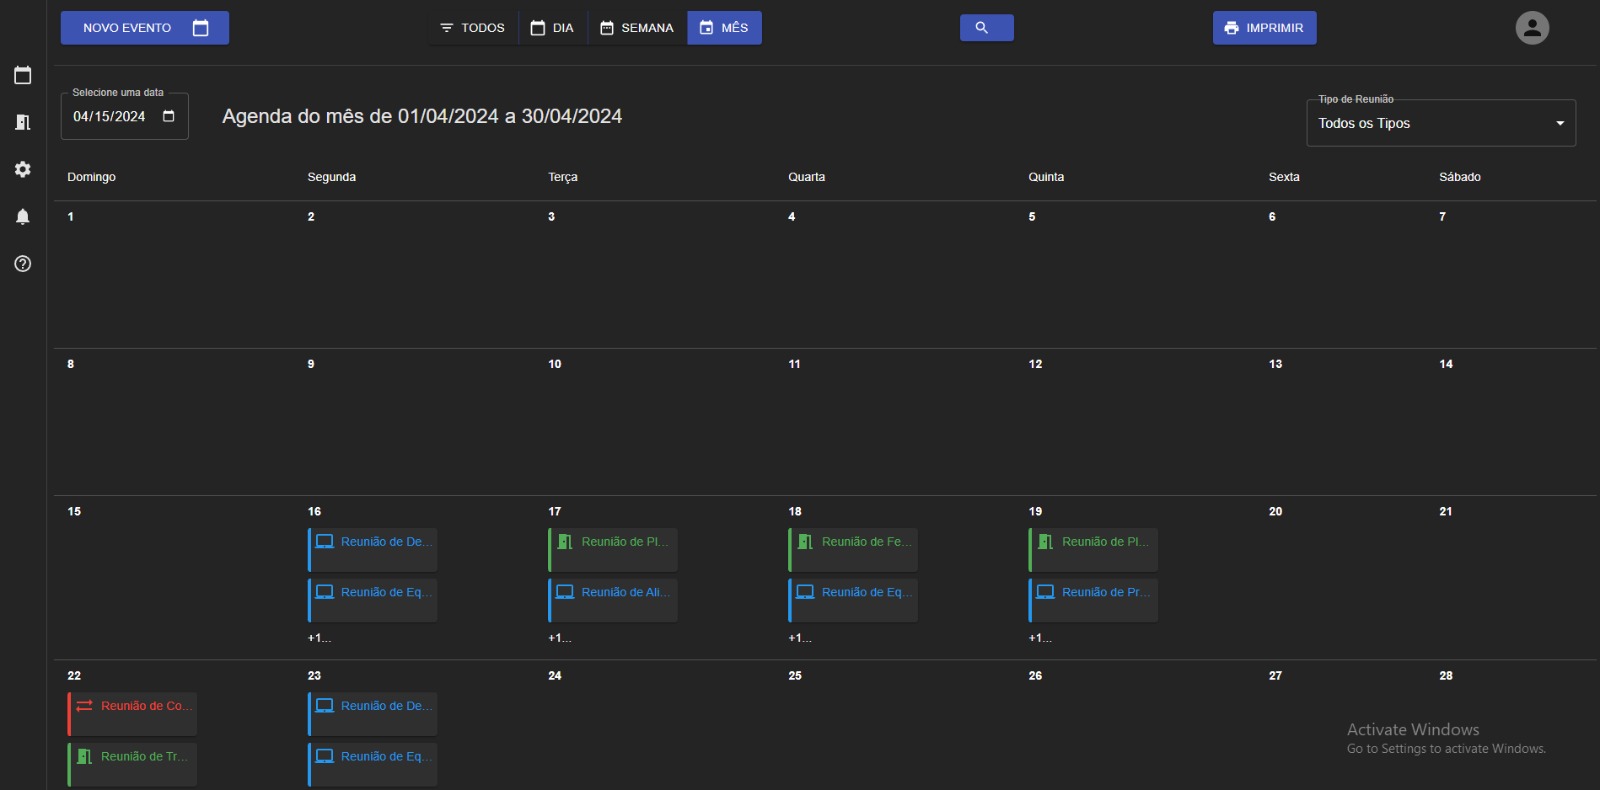 NOVO EVENTO
TODOS
DIA
SEMANA
MÊS
IMPRIMIR
Selecione uma data
04/15/2024
Agenda do mês de 01/04/2024 a 30/04/2024
Tipo de Reunião
Todos os Tipos
Domingo Segunda Terça Quarta Quinta Sexta Sábado
1 2 3 4 5 6 7
8 9 10 11 12 13 14
15 16 17 18 19 20 21
Reunião de De... Reunião de Pl... Reunião de Fe... Reunião de Pl...
Reunião de Eq... Reunião de Ali... Reunião de Eq... Reunião de Pr...
+1... +1... +1... +1...
22 23 24 25 26 27 28
Reunião de Co... Reunião de De...
Reunião de Tr... Reunião de Eq...
Activate Windows
Go to Settings to activate Windows.